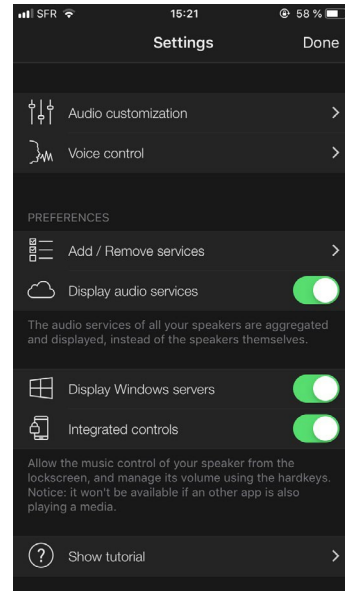 SFR 15:21 58 %
Settings Done
Audio customization
Voice control
PREFERENCES
Add / Remove services
Display audio services
The audio services of all your speakers are aggregated
and displayed, instead of the speakers themselves.
Display Windows servers
Integrated controls
Allow the music control of your speaker from the
lockscreen, and manage its volume using the hardkeys.
Notice: it won't be available if an other app is also
playing a media.
? Show tutorial